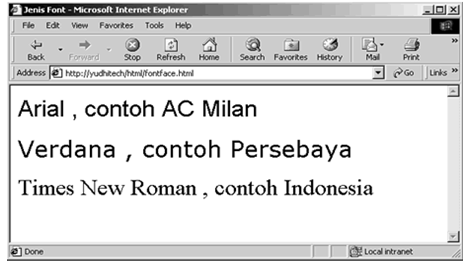 Jenis Font - Microsoft Internet Explorer
File Edit View Favorites Tools Help
Back Forward Stop Refresh Home Search Favorites History Mail Print
Address http://yudhitech/html/fontface.html Go Links »
Arial , contoh AC Milan
Verdana , contoh Persebaya
Times New Roman , contoh Indonesia
Done Local intranet